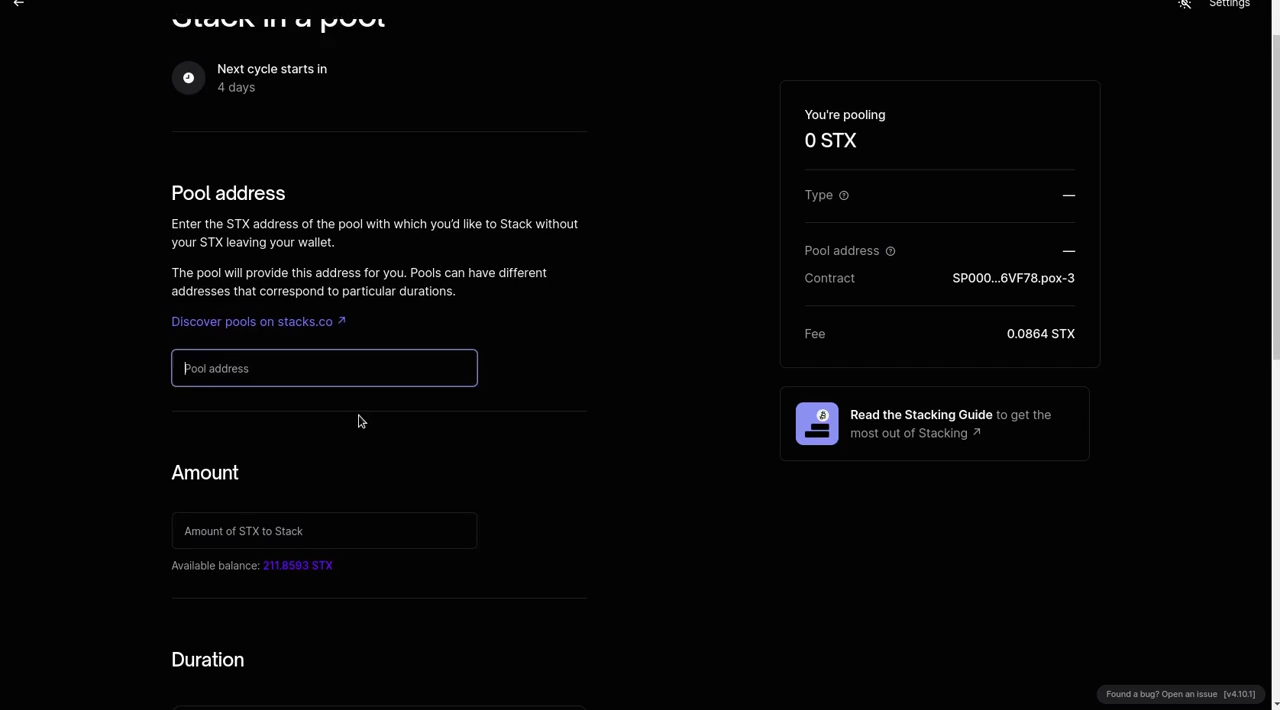 Settings
Stack in a pool
Next cycle starts in
4 days
Pool address
Enter the STX address of the pool with which you’d like to Stack without
your STX leaving your wallet.
The pool will provide this address for you. Pools can have different
addresses that correspond to particular durations.
Discover pools on stacks.co ↗
Pool address
Amount
Amount of STX to Stack
Available balance: 211.8593 STX
Duration
You're pooling
0 STX
Type —
Pool address —
Contract SP000...6VF78.pox-3
Fee 0.0864 STX
Read the Stacking Guide to get the
most out of Stacking ↗
Found a bug? Open an issue [v4.10.1]